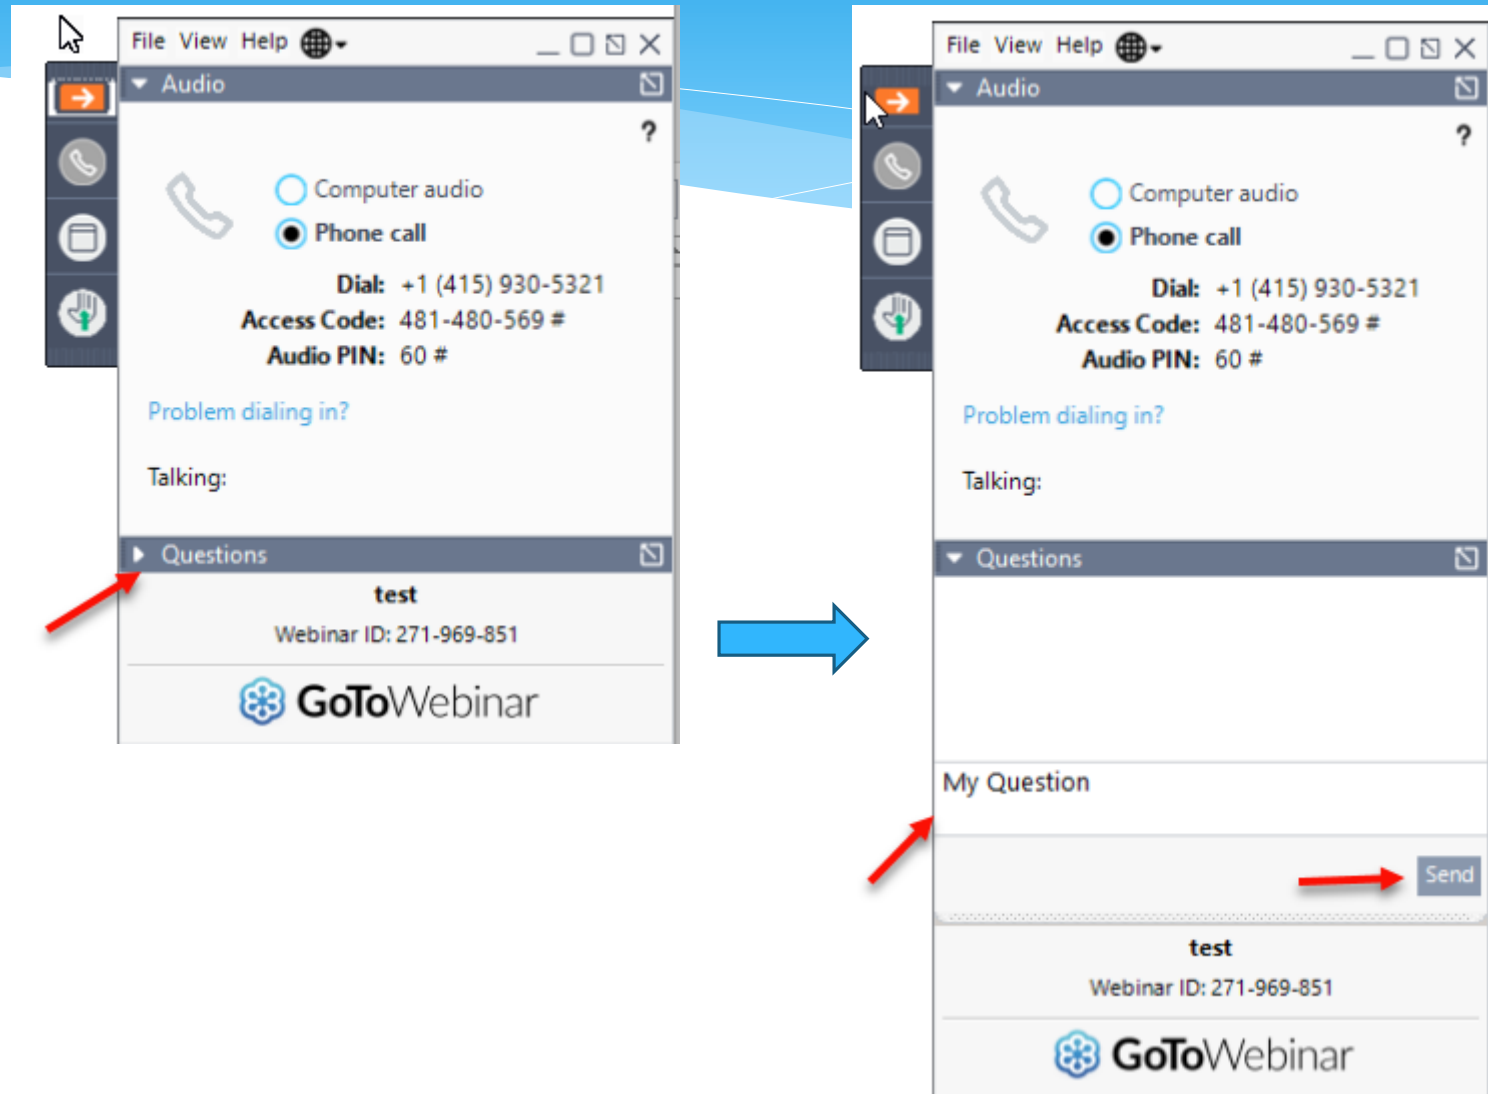 File View Help
Audio
?
Computer audio
Phone call
Dial: +1 (415) 930-5321
Access Code: 481-480-569 #
Audio PIN: 60 #
Problem dialing in?
Talking:
Questions
test
Webinar ID: 271-969-851
GoToWebinar
File View Help
Audio
?
Computer audio
Phone call
Dial: +1 (415) 930-5321
Access Code: 481-480-569 #
Audio PIN: 60 #
Problem dialing in?
Talking:
Questions
My Question
Send
test
Webinar ID: 271-969-851
GoToWebinar